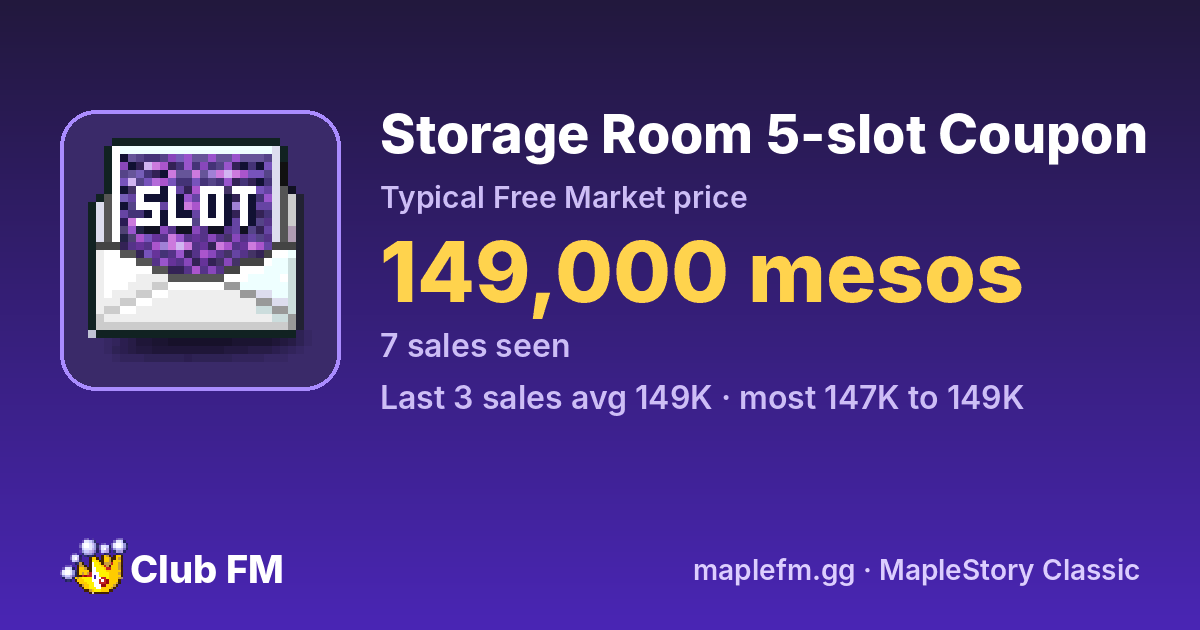 SLOT
Storage Room 5-slot Coupon
Typical Free Market price
149,000 mesos
7 sales seen
Last 3 sales avg 149K · most 147K to 149K
Club FM
maplefm.gg · MapleStory Classic